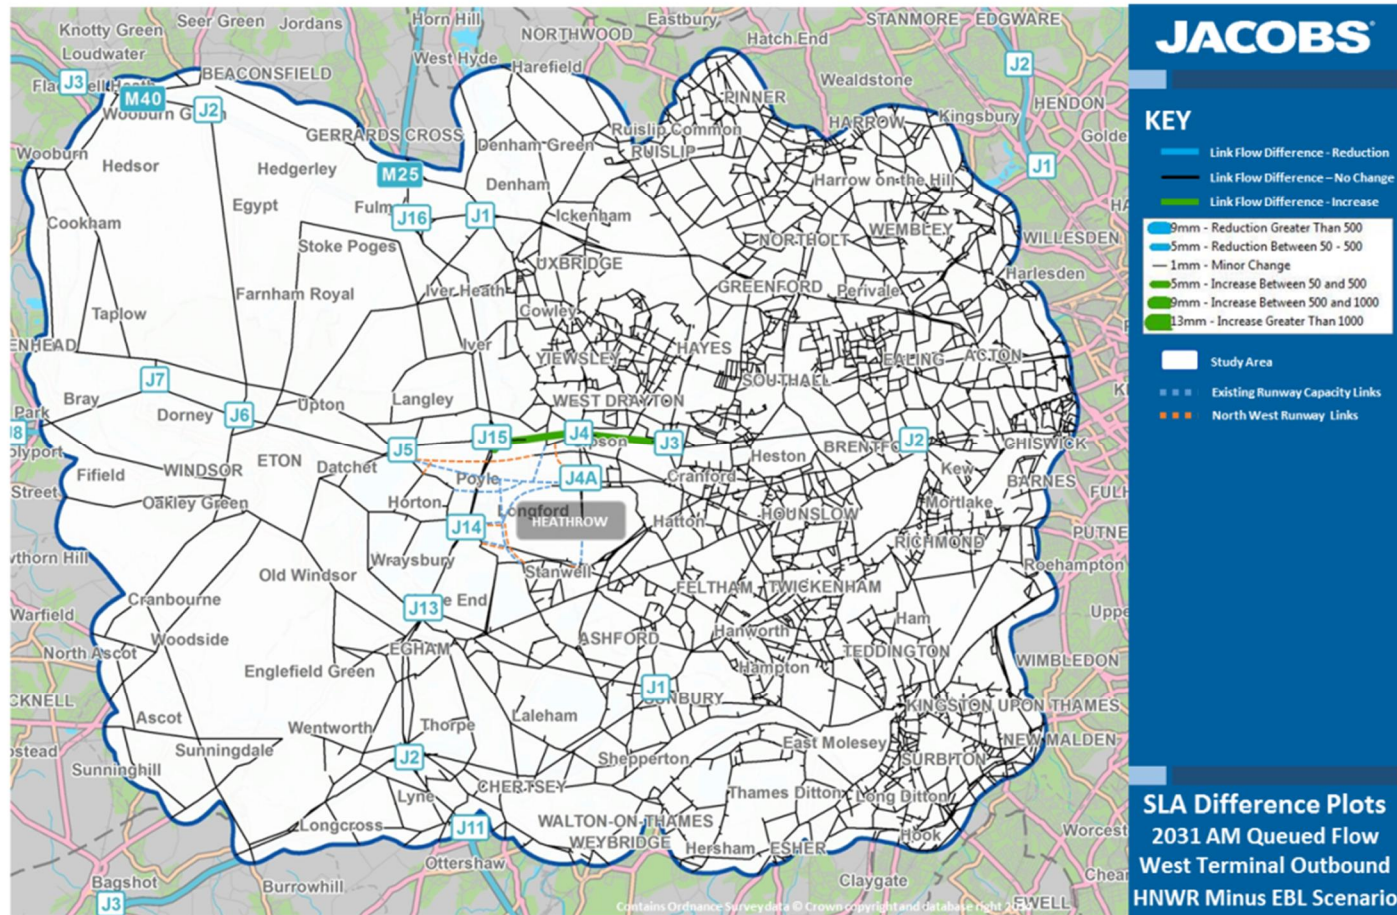 Knotty Green
Seer Green
Jordans
Horn Hill
Eastbury
STANMORE
EDGWARE
Loudwater
NORTHWOOD
Hatch End
West Hyde
Harefield
J3
BEACONSFIELD
Wealdstone
J2
M40
J2
PINNER
HENDON
Wooburn
GERRARDS CROSS
Ruislip Common
HARROW
Kingsbury
Denham Green
RUISLIP
Hedsor
Hedgerley
M25
J1
Denham
Harrow on the Hill
Cookham
Egypt
J16
J1
Ickenham
Stoke Poges
NORTHOLT
WEMBLEY
WILLESDEN
UXBRIDGE
Harlesden
Farnham Royal
Iver Heath
GREENFORD
Perivale
Taplow
Cowley
Iver
YIEWSLEY
HAYES
EALING
ACTON
J7
SOUTHALL
Bray
Dorney
J6
Upton
Langley
WEST DRAYTON
Park
J5
J15
J4
J3
J2
CHISWICK
Heston
Fifield
WINDSOR
ETON
Datchet
Poyle
J4A
Cranford
Kew
BARNES
Street
Oakley Green
Horton
Longford
HEATHROW
Hatton
HOUNSLOW
Mortlake
J14
RICHMOND
Wraysbury
Stanwell
Roehampton
Old Windsor
FELTHAM
TWICKENHAM
Cranbourne
J13
Warfield
Ham
Woodside
EGHAM
ASHFORD
Hanworth
TEDDINGTON
North Ascot
WIMBLEDON
Englefield Green
Hampton
J1
KINGSTON UPON THAMES
Ascot
Wentworth
Thorpe
Laleham
East Molesey
NEW MALDEN
Sunningdale
J2
Shepperton
SURBITON
Sunninghill
CHERTSEY
Lyne
Thames Ditton
Long Ditton
Longcross
J11
WALTON-ON-THAMES
WEYBRIDGE
Hersham
ESHER
Hook
Ottershaw
Bagshot
Burrowhill
Claygate
J3
Contains Ordnance Survey data © Crown copyright and database right
JACOBS
KEY
Link Flow Difference - Reduction
Link Flow Difference – No Change
Link Flow Difference - Increase
9mm - Reduction Greater Than 500
5mm - Reduction Between 50 - 500
1mm - Minor Change
5mm - Increase Between 50 and 500
9mm - Increase Between 500 and 1000
13mm - Increase Greater Than 1000
Study Area
Existing Runway Capacity Links
North West Runway Links
SLA Difference Plots
2031 AM Queued Flow
West Terminal Outbound
HNWR Minus EBL Scenario